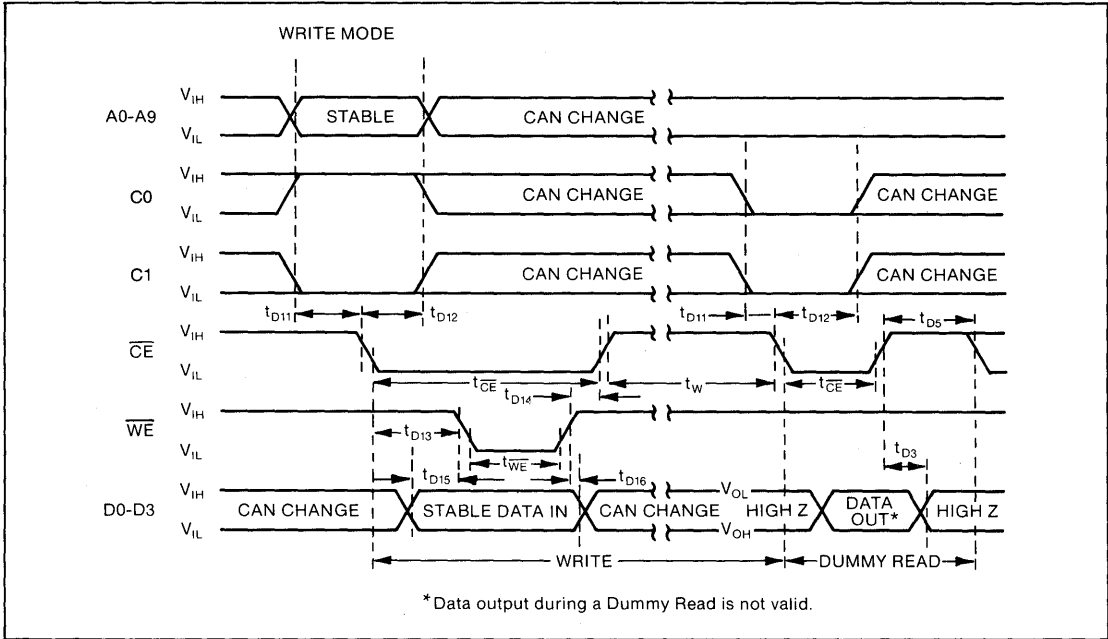 WRITE MODE
A0-A9 VIH VIL STABLE CAN CHANGE
C0 VIH VIL CAN CHANGE CAN CHANGE
C1 VIH VIL CAN CHANGE CAN CHANGE
tD11 tD12 tD11 tD12 tD5
CE VIH VIL
tCE tW tCE
tD14
WE VIH VIL
tD13 tWE tD3
tD15 tD16
D0-D3 VIH VIL CAN CHANGE STABLE DATA IN CAN CHANGE VOL VOH HIGH Z DATA OUT* HIGH Z
WRITE DUMMY READ
*Data output during a Dummy Read is not valid.